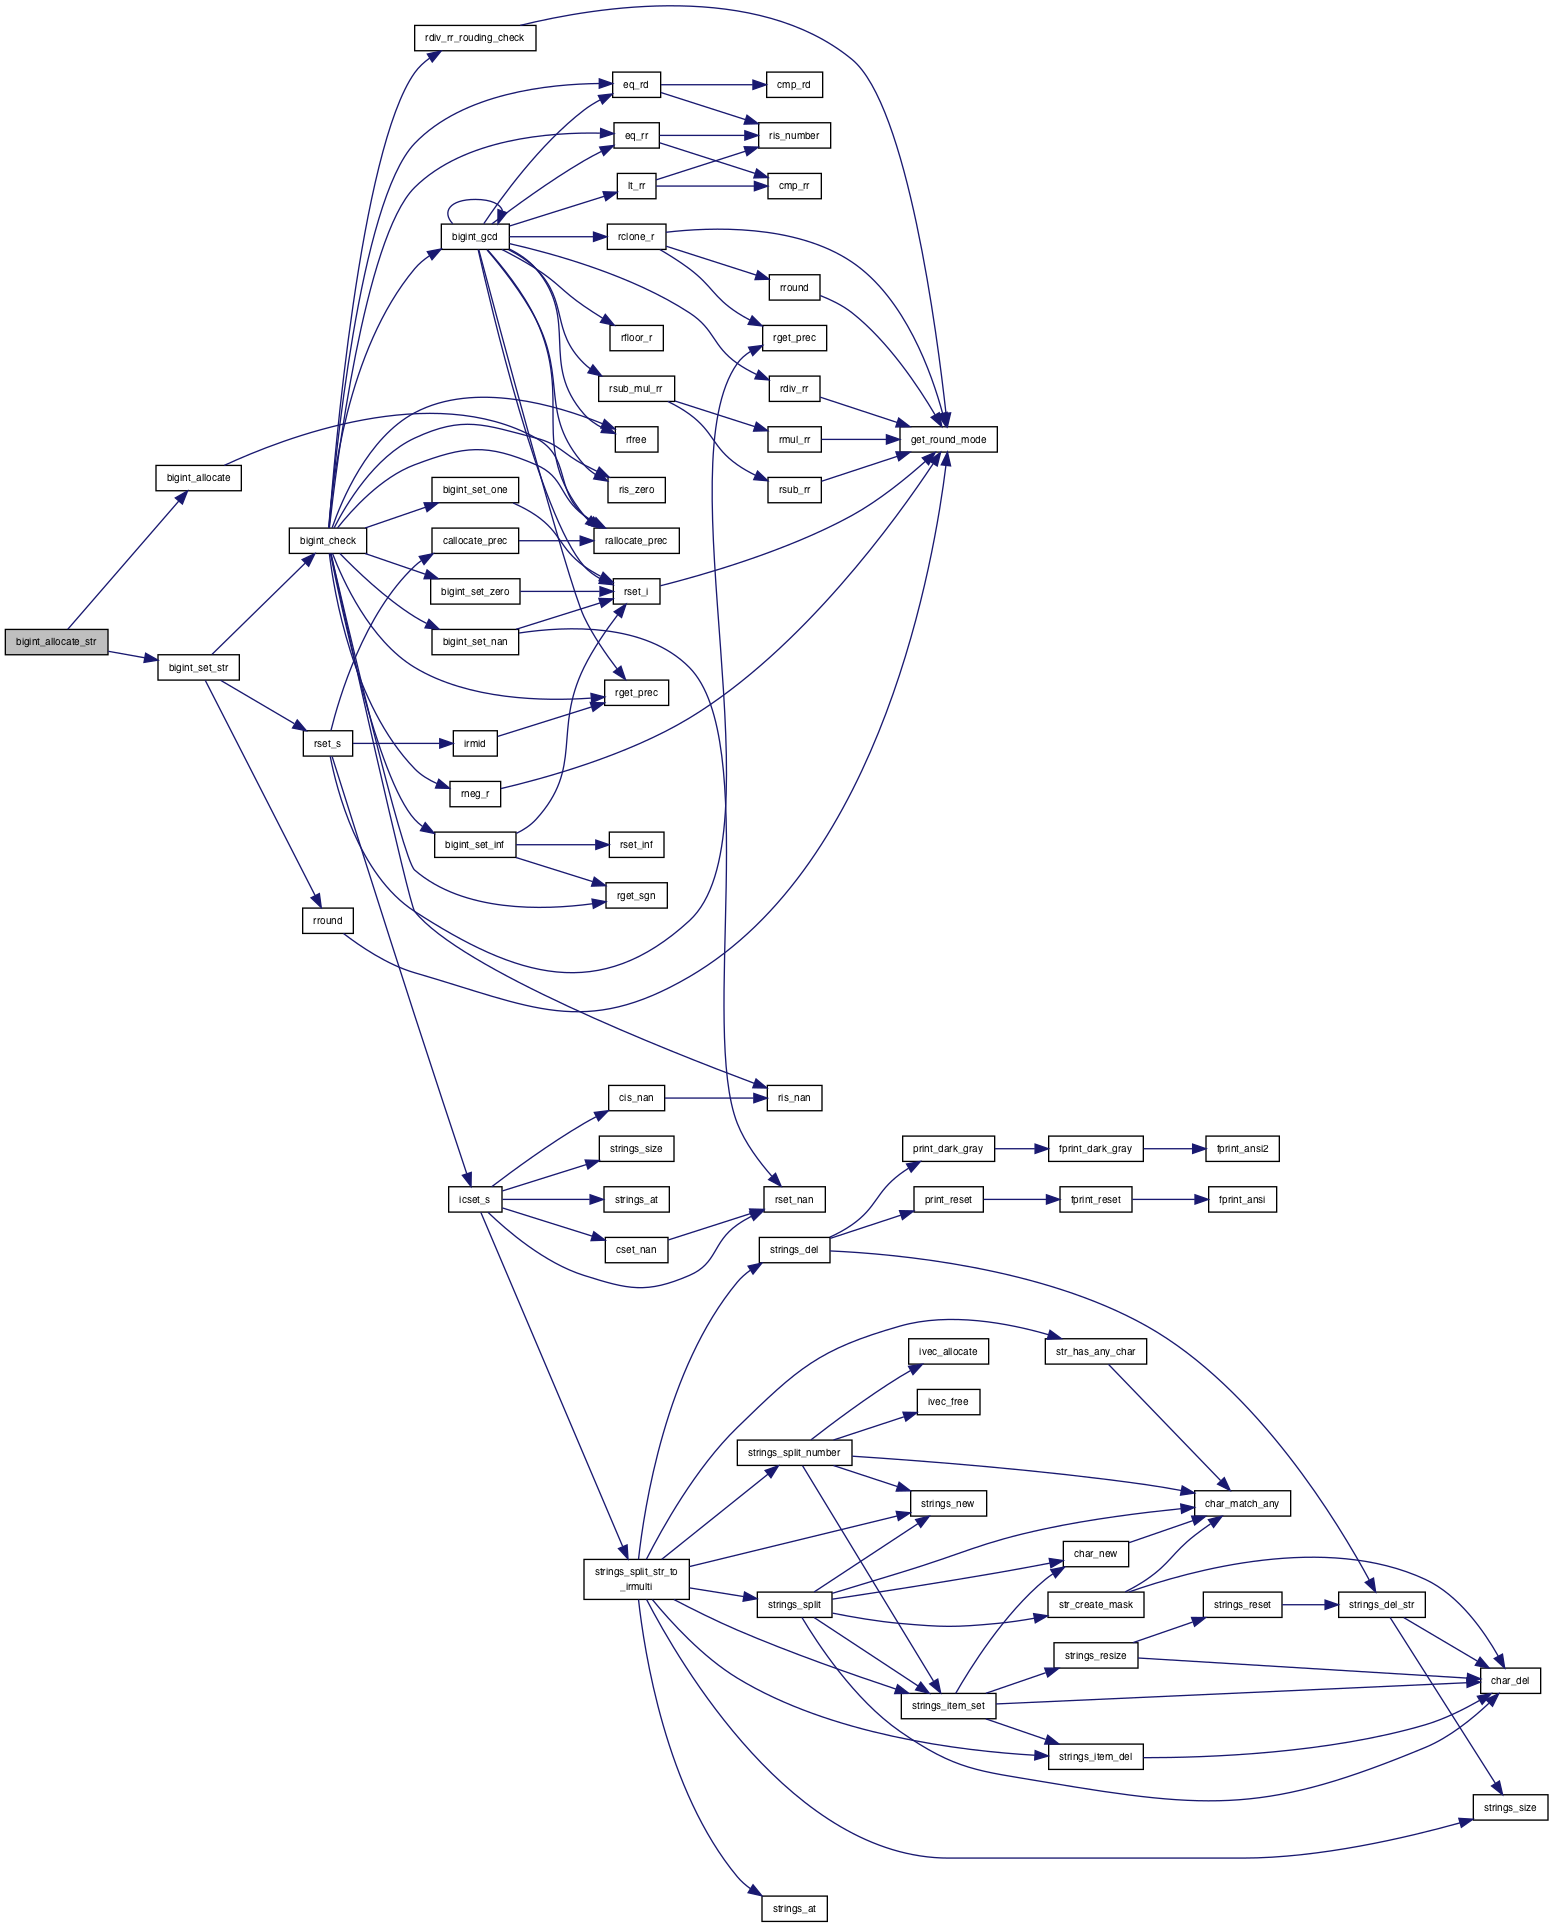 rdiv_rr_rouding_check
eq_rd
cmp_rd
eq_rr
ris_number
lt_rr
cmp_rr
bigint_gcd
rclone_r
rround
rfloor_r
rget_prec
rsub_mul_rr
rdiv_rr
rfree
rmul_rr
get_round_mode
bigint_allocate
bigint_set_one
ris_zero
rsub_rr
bigint_check
callocate_prec
rallocate_prec
bigint_set_zero
rset_i
bigint_allocate_str
bigint_set_nan
bigint_set_str
rget_prec
rset_s
irmid
rneg_r
bigint_set_inf
rset_inf
rget_sgn
rround
cis_nan
ris_nan
strings_size
print_dark_gray
fprint_dark_gray
fprint_ansi2
icset_s
strings_at
rset_nan
print_reset
fprint_reset
fprint_ansi
cset_nan
strings_del
ivec_allocate
str_has_any_char
ivec_free
strings_split_number
strings_new
char_match_any
char_new
strings_split_str_to
_irmulti
strings_split
str_create_mask
strings_reset
strings_del_str
strings_resize
char_del
strings_item_set
strings_item_del
strings_size
strings_at